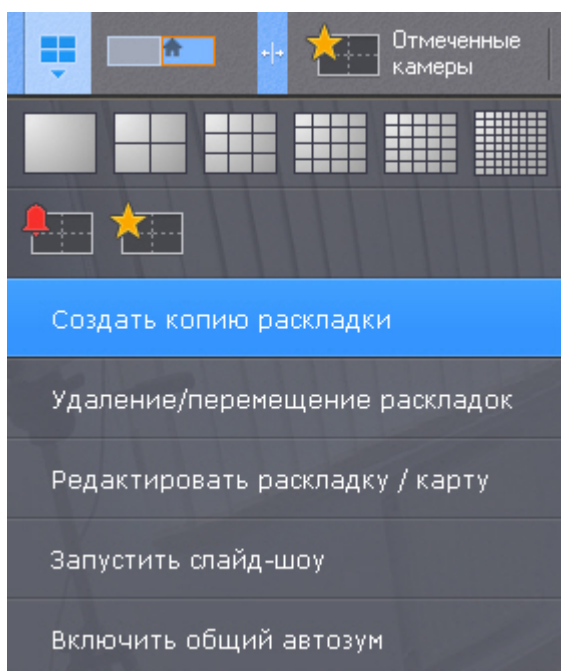 Отмеченные
камеры
Создать копию раскладки
Удаление/перемещение раскладок
Редактировать раскладку / карту
Запустить слайд-шоу
Включить общий автозум